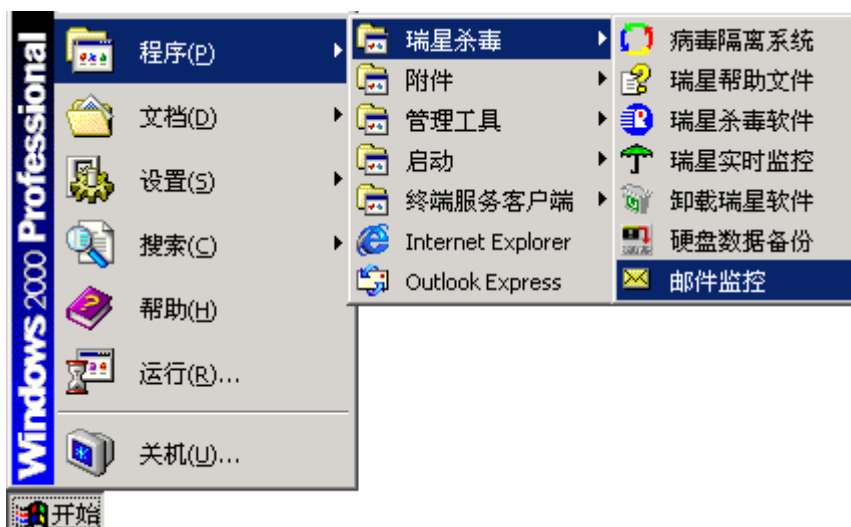 Windows 2000 Professional
程序(P)
文档(D)
设置(S)
搜索(C)
帮助(H)
运行(R)...
关机(U)...
开始
瑞星杀毒
附件
管理工具
启动
终端服务客户端
Internet Explorer
Outlook Express
病毒隔离系统
瑞星帮助文件
瑞星杀毒软件
瑞星实时监控
卸载瑞星软件
硬盘数据备份
邮件监控